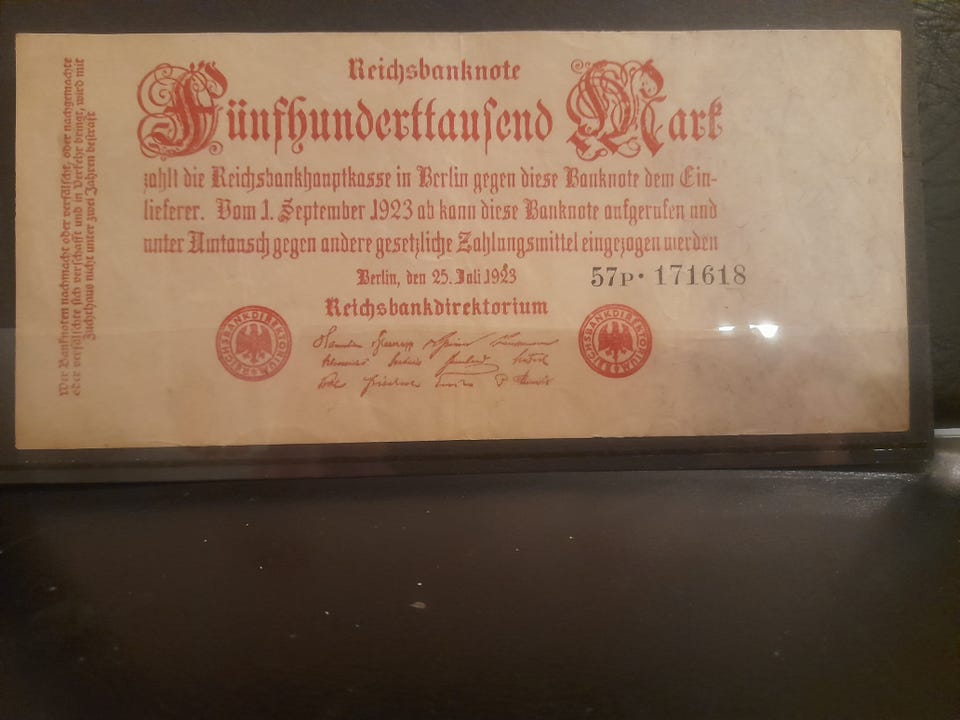 Reichsbanknote
Fünfhunderttausend Mark
zahlt die Reichsbankhauptkasse in Berlin gegen diese Banknote dem Ein-
lieferer. Vom 1. September 1923 ab kann diese Banknote aufgerufen und
unter Umtausch gegen andere gesetzliche Zahlungsmittel eingezogen werden
Berlin, den 25. Juli 1923
57P· 171618
Reichsbankdirektorium
REICHSBANKDIREKTORIUM
REICHSBANKDIREKTORIUM
Wer Banknoten nachmacht oder verfälscht, oder nachgemachte
oder verfälschte sich verschafft und in Verkehr bringt, wird mit
Zuchthaus nicht unter zwei Jahren bestraft